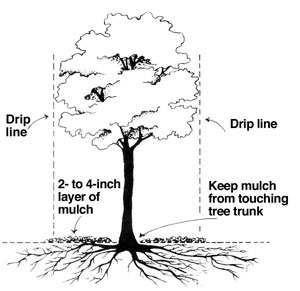 Drip
line
Drip line
2- to 4-inch
layer of
mulch
Keep mulch
from touching
tree trunk